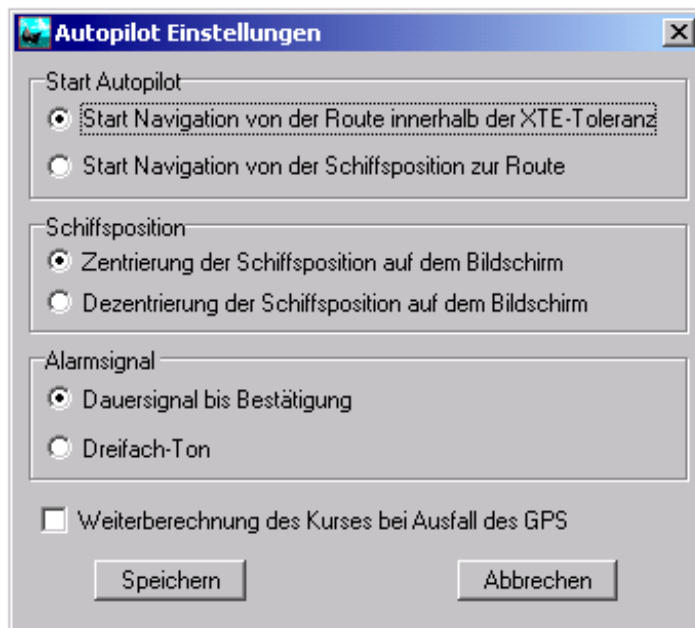 Autopilot Einstellungen
Start Autopilot
Start Navigation von der Route innerhalb der XTE-Toleranz
Start Navigation von der Schiffsposition zur Route
Schiffsposition
Zentrierung der Schiffsposition auf dem Bildschirm
Dezentrierung der Schiffsposition auf dem Bildschirm
Alarmsignal
Dauersignal bis Bestätigung
Dreifach-Ton
Weiterberechnung des Kurses bei Ausfall des GPS
Speichern
Abbrechen